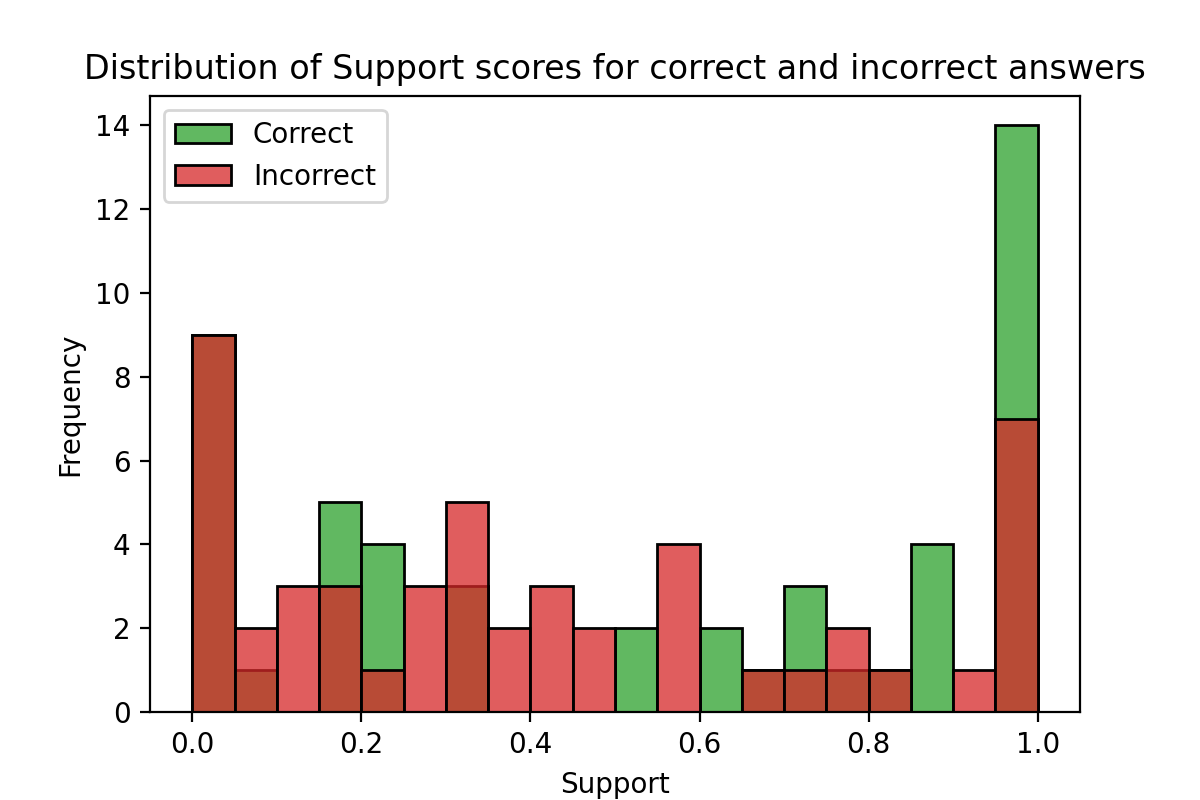 Distribution of Support scores for correct and incorrect answers
Correct
Incorrect
14
12
10
8
6
4
2
0
Frequency
0.0 0.2 0.4 0.6 0.8 1.0
Support